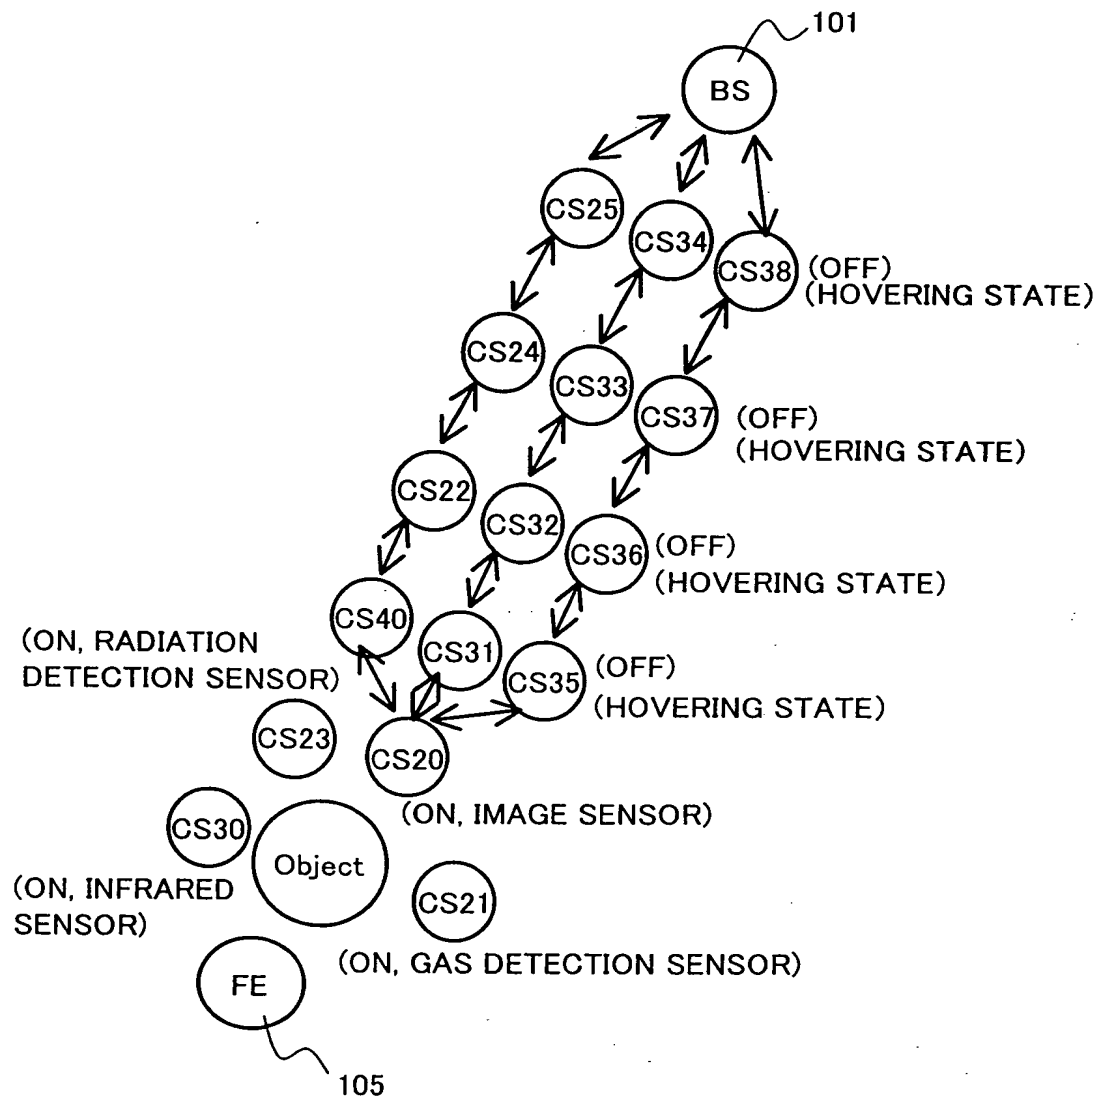 101
BS
CS25
CS34
CS38
(OFF)
(HOVERING STATE)
CS24
CS33
CS37
(OFF)
(HOVERING STATE)
CS22
CS32
CS36
(OFF)
(HOVERING STATE)
CS40
CS31
CS35
(OFF)
(HOVERING STATE)
(ON, RADIATION
DETECTION SENSOR)
CS23
CS20
(ON, IMAGE SENSOR)
CS30
Object
(ON, INFRARED
SENSOR)
CS21
(ON, GAS DETECTION SENSOR)
FE
105